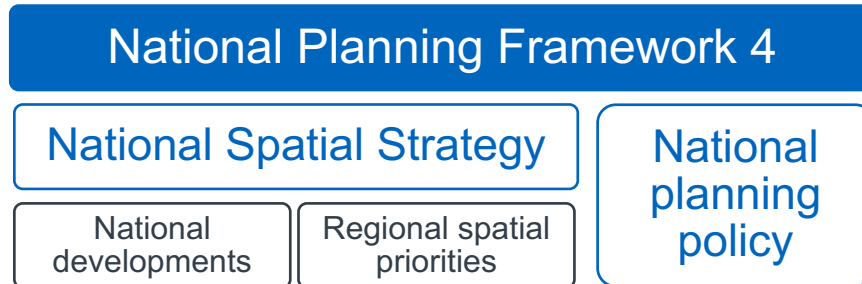 National Planning Framework 4
National Spatial Strategy
National
developments
Regional spatial
priorities
National
planning
policy